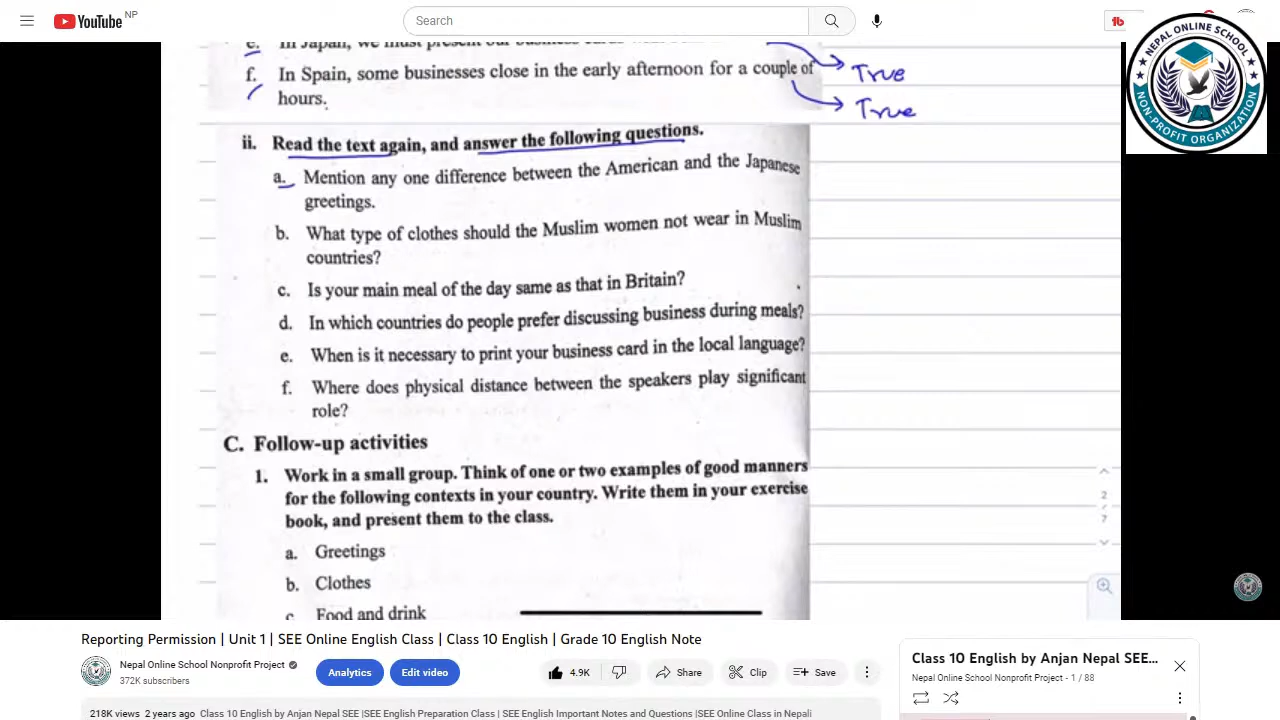 YouTube NP
Search
NEPAL ONLINE SCHOOL
NON-PROFIT ORGANIZATION
e. In Japan, we must present our business cards
True
f. In Spain, some businesses close in the early afternoon for a couple of
hours.
True
ii. Read the text again, and answer the following questions.
a. Mention any one difference between the American and the Japanese
greetings.
b. What type of clothes should the Muslim women not wear in Muslim
countries?
c. Is your main meal of the day same as that in Britain?
d. In which countries do people prefer discussing business during meals?
e. When is it necessary to print your business card in the local language?
f. Where does physical distance between the speakers play significant
role?
C. Follow-up activities
1. Work in a small group. Think of one or two examples of good manners
for the following contexts in your country. Write them in your exercise
book, and present them to the class.
a. Greetings
b. Clothes
c. Food and drink
2
7
Reporting Permission | Unit 1 | SEE Online English Class | Class 10 English | Grade 10 English Note
Nepal Online School Nonprofit Project
372K subscribers
Analytics
Edit video
4.9K
Share
Clip
Save
218K views 2 years ago Class 10 English by Anjan Nepal SEE |SEE English Preparation Class | SEE English Important Notes and Questions |SEE Online Class in Nepali
Class 10 English by Anjan Nepal SEE...
Nepal Online School Nonprofit Project - 1 / 88